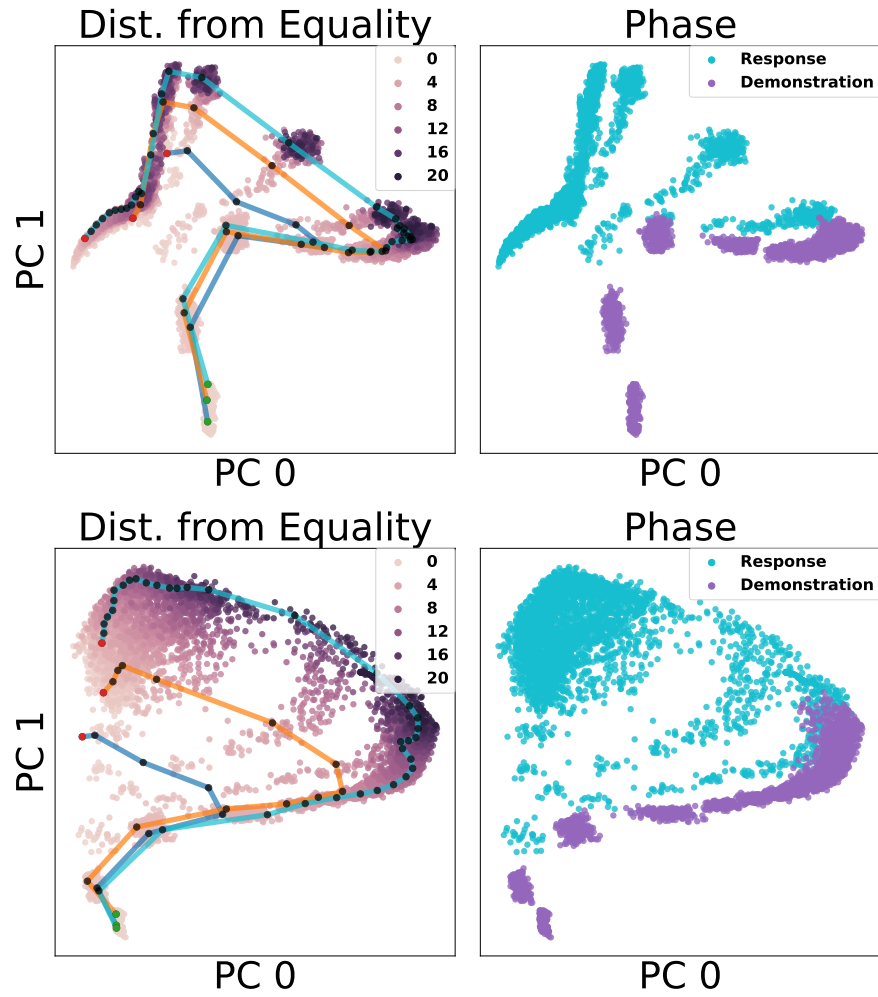 Dist. from Equality
0
4
8
12
16
20
PC 1
PC 0
Phase
Response
Demonstration
PC 0
Dist. from Equality
0
4
8
12
16
20
PC 1
PC 0
Phase
Response
Demonstration
PC 0